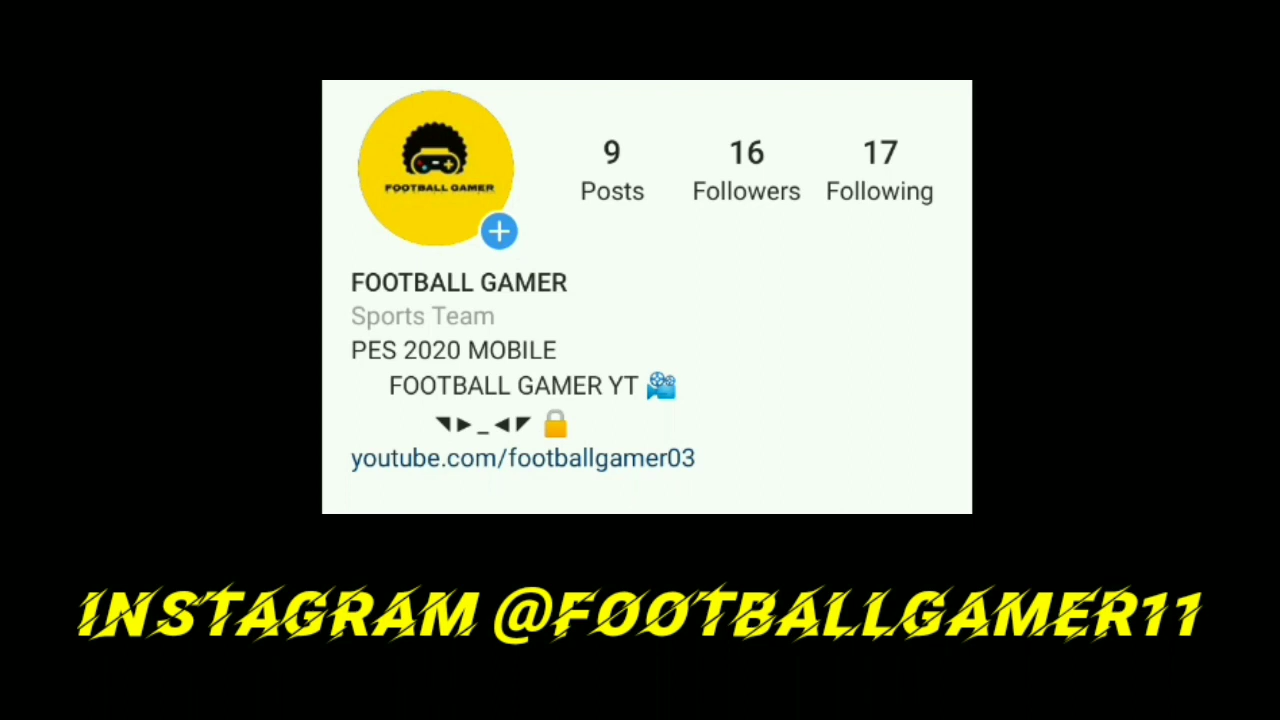 FOOTBALL GAMER
9 16 17
Posts Followers Following
FOOTBALL GAMER
Sports Team
PES 2020 MOBILE
FOOTBALL GAMER YT 🎥
◥►_◄◤ 🔒
youtube.com/footballgamer03
INSTAGRAM @FOOTBALLGAMER11